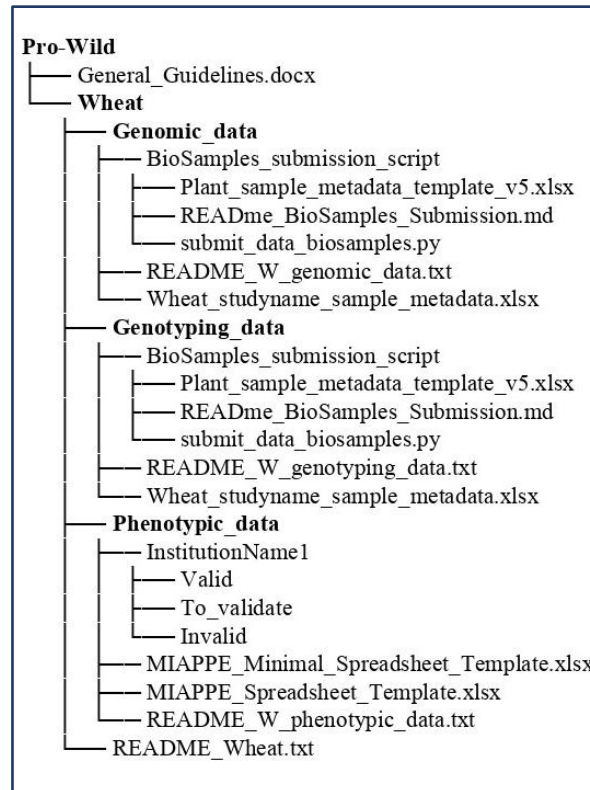 Pro-Wild
General_Guidelines.docx
Wheat
Genomic_data
BioSamples_submission_script
Plant_sample_metadata_template_v5.xlsx
READme_BioSamples_Submission.md
submit_data_biosamples.py
README_W_genomic_data.txt
Wheat_studyname_sample_metadata.xlsx
Genotyping_data
BioSamples_submission_script
Plant_sample_metadata_template_v5.xlsx
READme_BioSamples_Submission.md
submit_data_biosamples.py
README_W_genotyping_data.txt
Wheat_studyname_sample_metadata.xlsx
Phenotypic_data
InstitutionName1
Valid
To_validate
Invalid
MIAPPE_Minimal_Spreadsheet_Template.xlsx
MIAPPE_Spreadsheet_Template.xlsx
README_W_phenotypic_data.txt
README_Wheat.txt